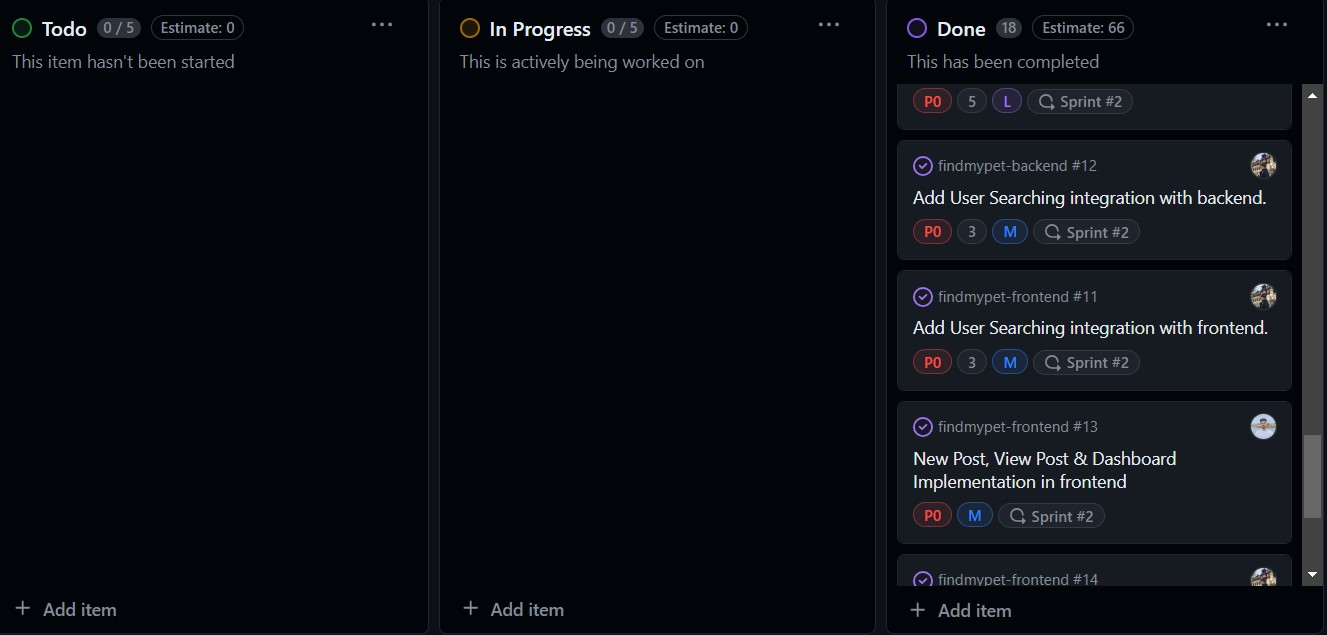 Todo 0 / 5 Estimate: 0 ...
This item hasn't been started
+ Add item
In Progress 0 / 5 Estimate: 0 ...
This is actively being worked on
+ Add item
Done 18 Estimate: 66 ...
This has been completed
P0 5 L Sprint #2
findmypet-backend #12
Add User Searching integration with backend.
P0 3 M Sprint #2
findmypet-frontend #11
Add User Searching integration with frontend.
P0 3 M Sprint #2
findmypet-frontend #13
New Post, View Post & Dashboard
Implementation in frontend
P0 M Sprint #2
findmypet-frontend #14
+ Add item